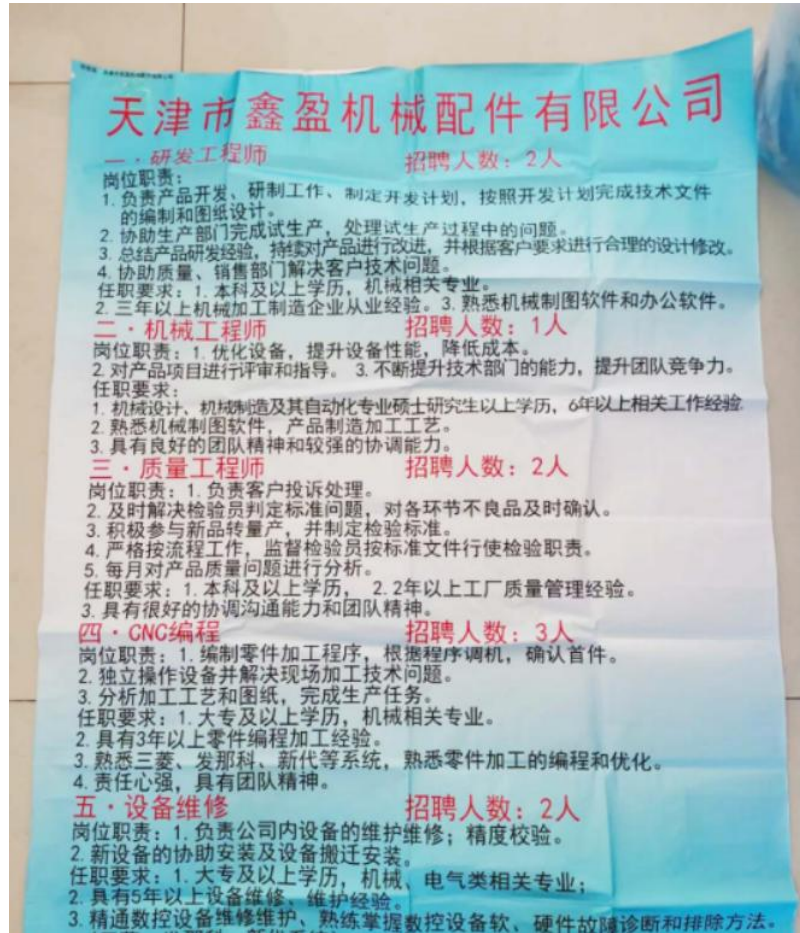 天津市鑫盈机械配件有限公司
一·研发工程师 招聘人数：2人
岗位职责：
1.负责产品开发、研制工作、制定开发计划，按照开发计划完成技术文件
的编制和图纸设计。
2.协助生产部门完成试生产，处理试生产过程中的问题。
3.总结产品研发经验，持续对产品进行改进，并根据客户要求进行合理的设计修改。
4.协助质量、销售部门解决客户技术问题。
任职要求：1.本科及以上学历，机械相关专业。
2.三年以上机械加工制造企业从业经验。3.熟悉机械制图软件和办公软件。
二·机械工程师 招聘人数：1人
岗位职责：1.优化设备，提升设备性能，降低成本。
2.对产品项目进行评审和指导。 3.不断提升技术部门的能力，提升团队竞争力。
任职要求：
1.机械设计、机械制造及其自动化专业硕士研究生以上学历，6年以上相关工作经验
2.熟悉机械制图软件，产品制造加工工艺。
3.具有良好的团队精神和较强的协调能力。
三·质量工程师 招聘人数：2人
岗位职责：1.负责客户投诉处理。
2.及时解决检验员判定标准问题，对各环节不良品及时确认。
3.积极参与新品转量产，并制定检验标准。
4.严格按流程工作，监督检验员按标准文件行使检验职责。
5.每月对产品质量问题进行分析。
任职要求：1.本科及以上学历， 2.2年以上工厂质量管理经验。
3.具有很好的协调沟通能力和团队精神。
四·CNC编程 招聘人数：3人
岗位职责：1.编制零件加工程序，根据程序调机，确认首件。
2.独立操作设备并解决现场加工技术问题。
3.分析加工工艺和图纸，完成生产任务。
任职要求：1.大专及以上学历，机械相关专业。
2.具有3年以上零件编程加工经验。
3.熟悉三菱、发那科、新代等系统，熟悉零件加工的编程和优化。
4.责任心强，具有团队精神。
五·设备维修 招聘人数：2人
岗位职责：1.负责公司内设备的维护维修；精度校验。
2.新设备的协助安装及设备搬迁安装。
任职要求：1.大专及以上学历，机械、电气类相关专业；
2.具有5年以上设备维修、维护经验。
3.精通数控设备维修维护、熟练掌握数控设备软、硬件故障诊断和排除方法。